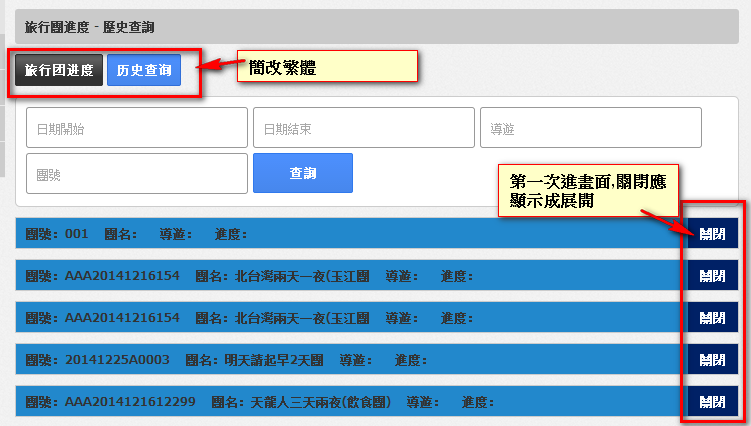 旅行團進度 - 歷史查詢
旅行团进度 历史查询
簡改繁體
日期開始 日期結束 導遊
團號 查詢
第一次進畫面,關閉應
顯示成展開
團號: 001 團名: 導遊: 進度: 關閉
團號: AAA20141216154 團名: 北台灣兩天一夜(玉江團 導遊: 進度: 關閉
團號: AAA20141216154 團名: 北台灣兩天一夜(玉江團 導遊: 進度: 關閉
團號: 20141225A0003 團名: 明天請起早2天團 導遊: 進度: 關閉
團號: AAA2014121612299 團名: 天龍人三天兩夜(飲食團) 導遊: 進度: 關閉